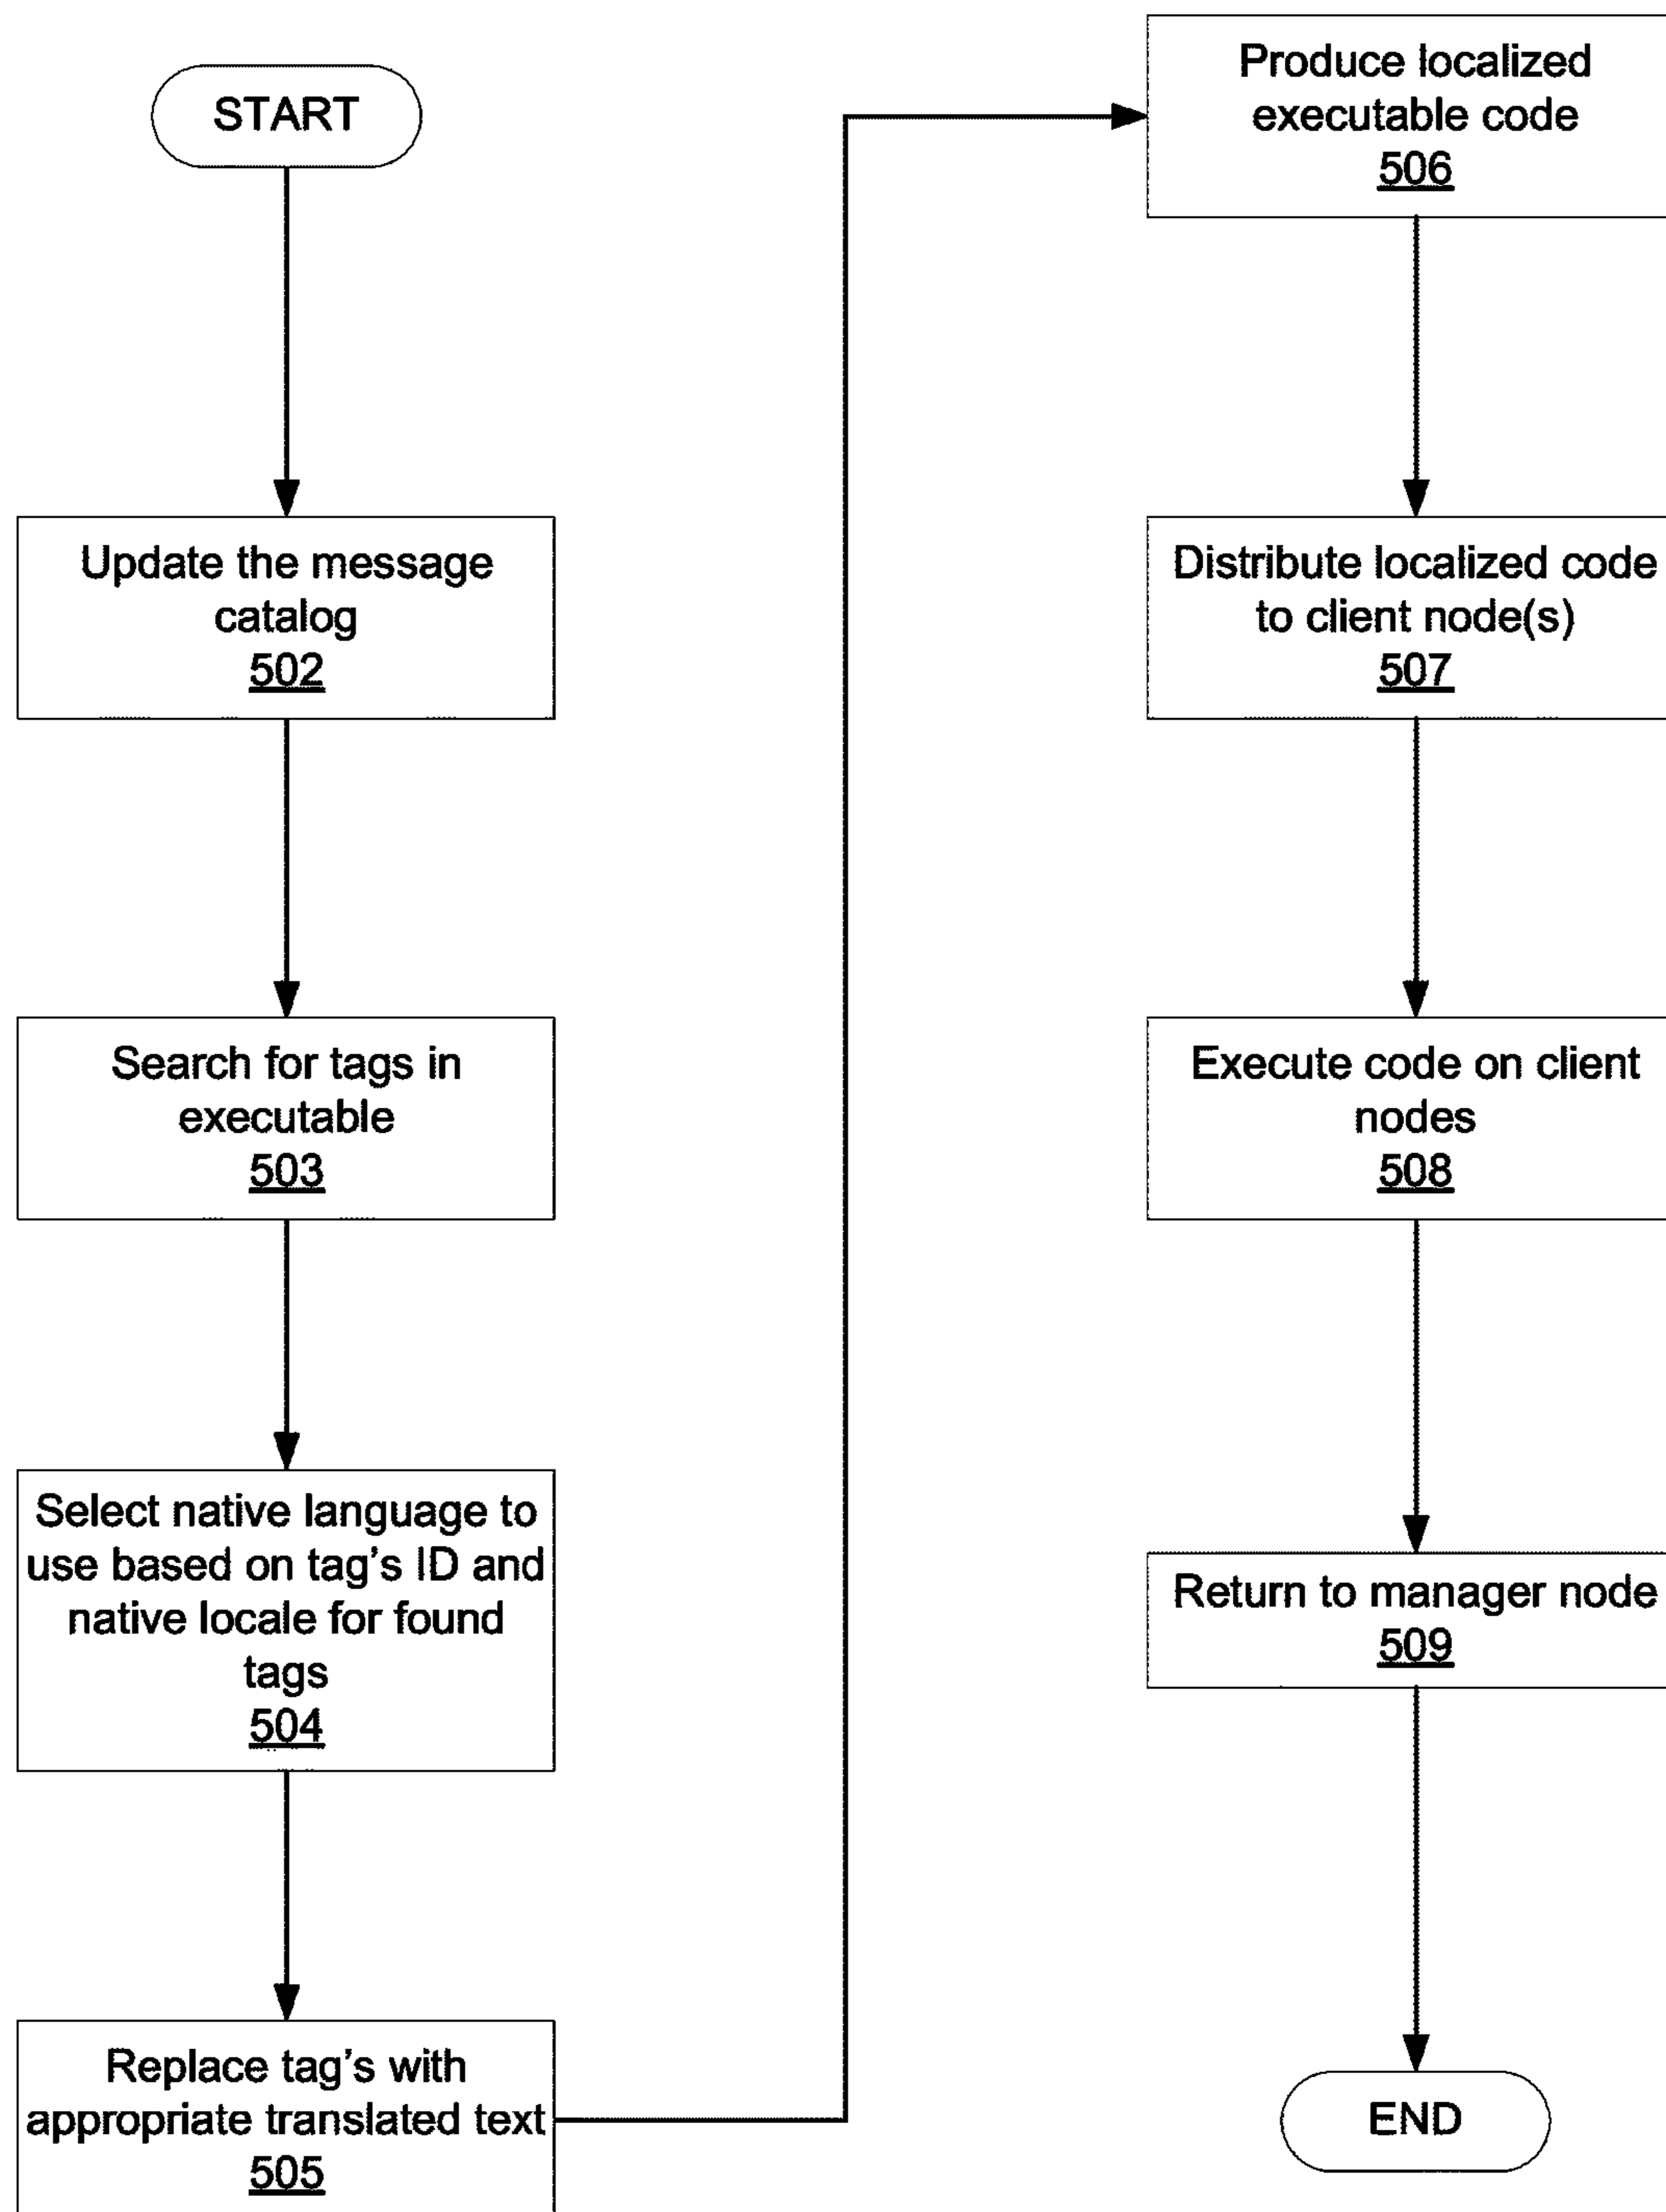 START
Update the message
catalog
502
Search for tags in
executable
503
Select native language to
use based on tag's ID and
native locale for found
tags
504
Replace tag's with
appropriate translated text
505
Produce localized
executable code
506
Distribute localized code
to client node(s)
507
Execute code on client
nodes
508
Return to manager node
509
END